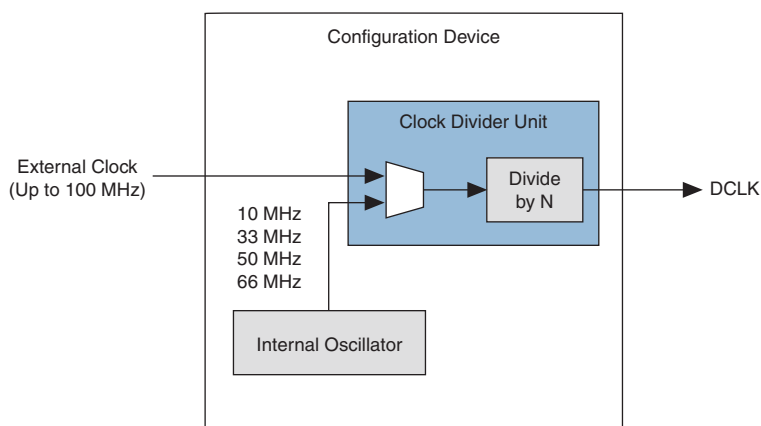 Configuration Device
Clock Divider Unit
External Clock
(Up to 100 MHz)
Divide
by N
DCLK
10 MHz
33 MHz
50 MHz
66 MHz
Internal Oscillator